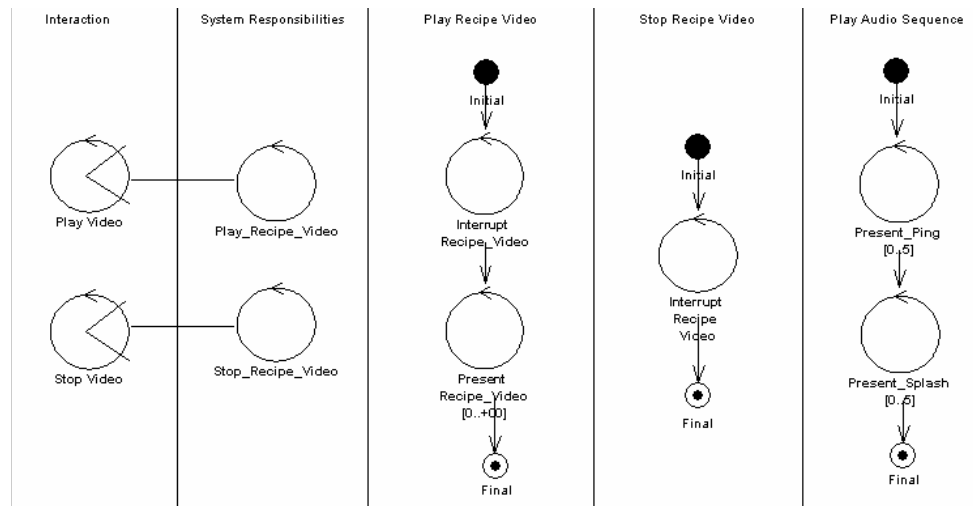 Interaction
System Responsibilities
Play Recipe Video
Stop Recipe Video
Play Audio Sequence
Play Video
Stop Video
Play_Recipe_Video
Stop_Recipe_Video
Initial
Interrupt
Recipe_Video
Present
Recipe_Video
[0..+00]
Final
Initial
Interrupt
Recipe
Video
Final
Initial
Present_Ping
[0..5]
Present_Splash
[0..5]
Final